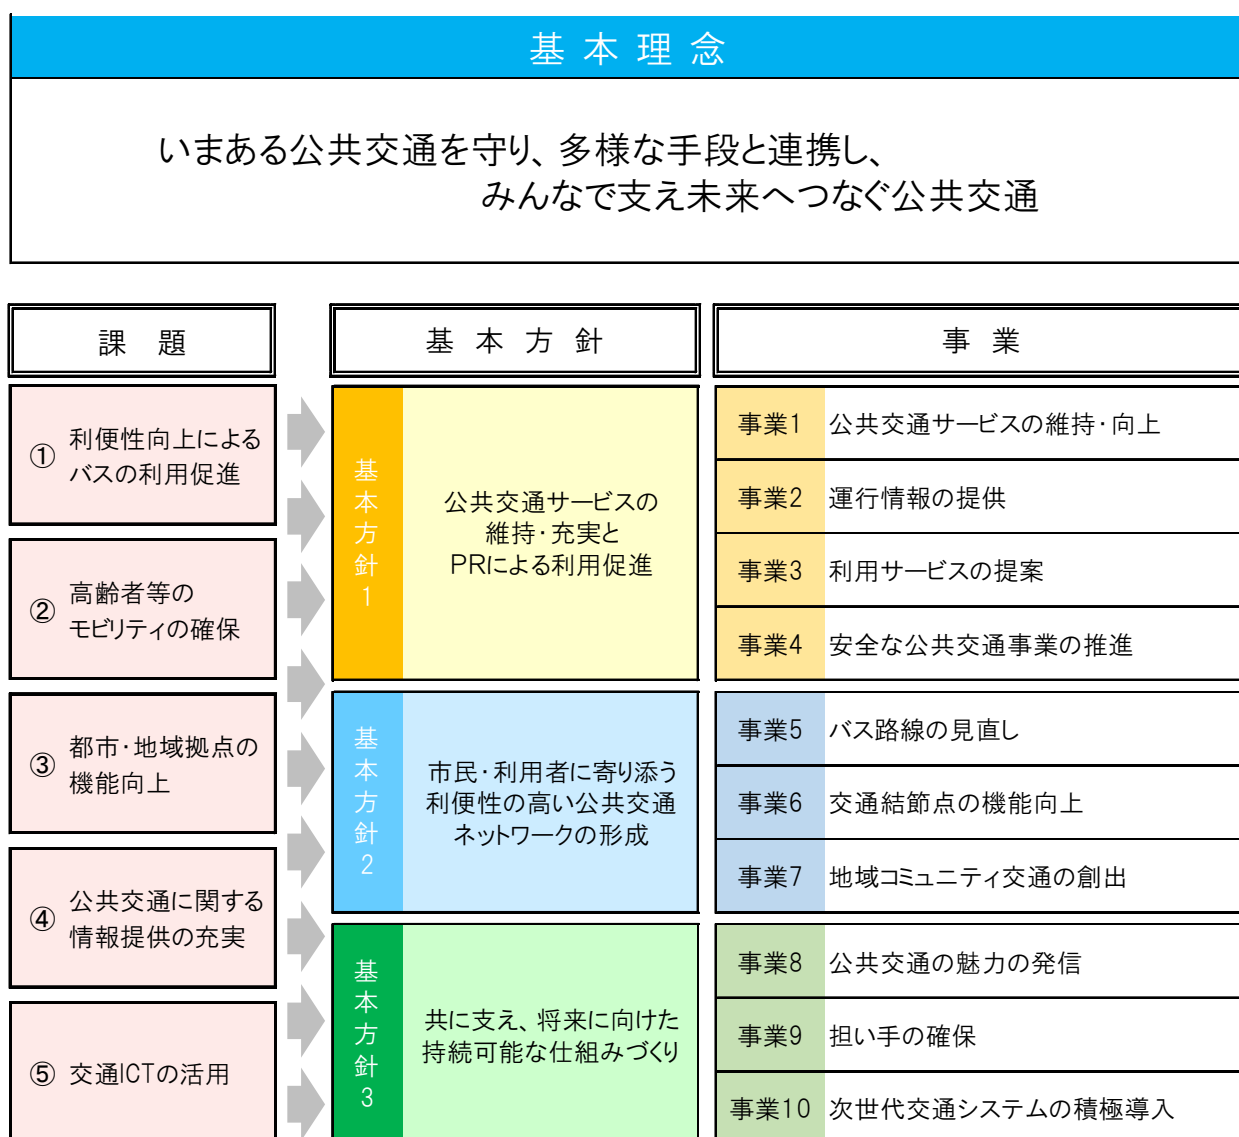 基本理念
いまある公共交通を守り、多様な手段と連携し、
みんなで支え未来へつなぐ公共交通
課題
① 利便性向上による
バスの利用促進
② 高齢者等の
モビリティの確保
③ 都市・地域拠点の
機能向上
④ 公共交通に関する
情報提供の充実
⑤ 交通ICTの活用
基本方針
基本方針1
公共交通サービスの
維持・充実と
PRによる利用促進
基本方針2
市民・利用者に寄り添う
利便性の高い公共交通
ネットワークの形成
基本方針3
共に支え、将来に向けた
持続可能な仕組みづくり
事業
事業1 公共交通サービスの維持・向上
事業2 運行情報の提供
事業3 利用サービスの提案
事業4 安全な公共交通事業の推進
事業5 バス路線の見直し
事業6 交通結節点の機能向上
事業7 地域コミュニティ交通の創出
事業8 公共交通の魅力の発信
事業9 担い手の確保
事業10 次世代交通システムの積極導入